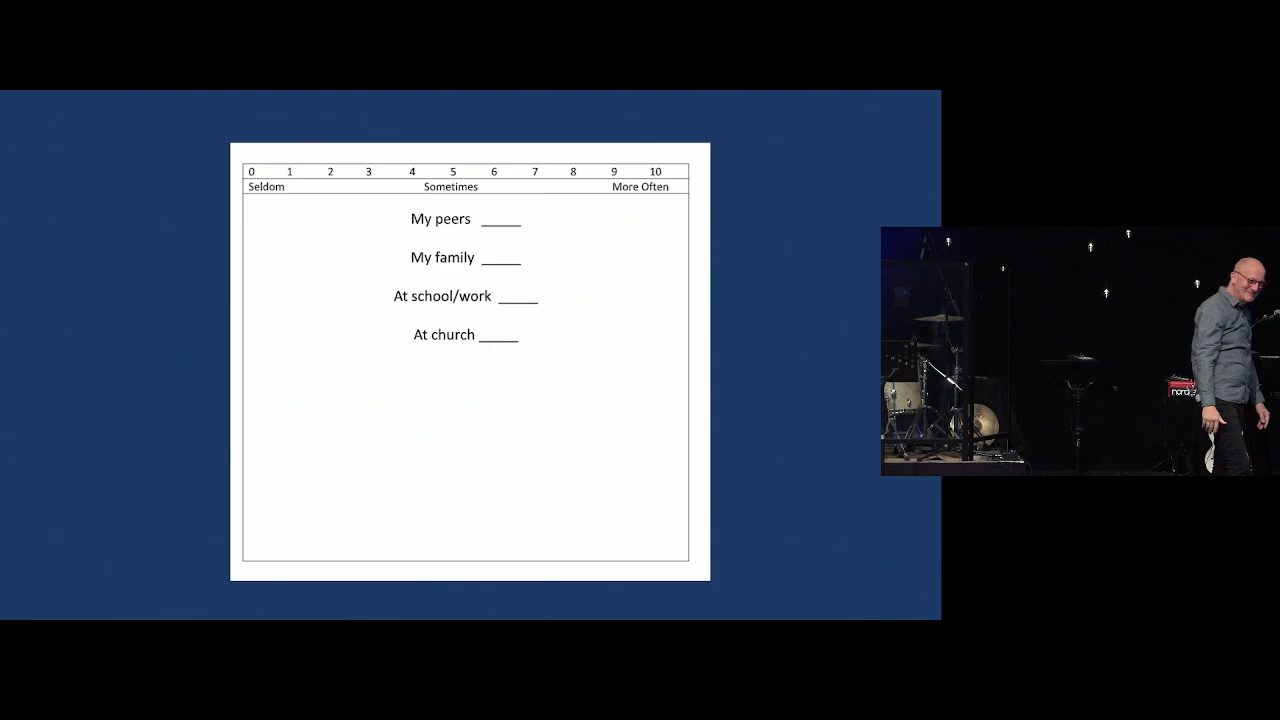 0 1 2 3 4 5 6 7 8 9 10
Seldom Sometimes More Often
My peers _____
My family _____
At school/work _____
At church _____
nord